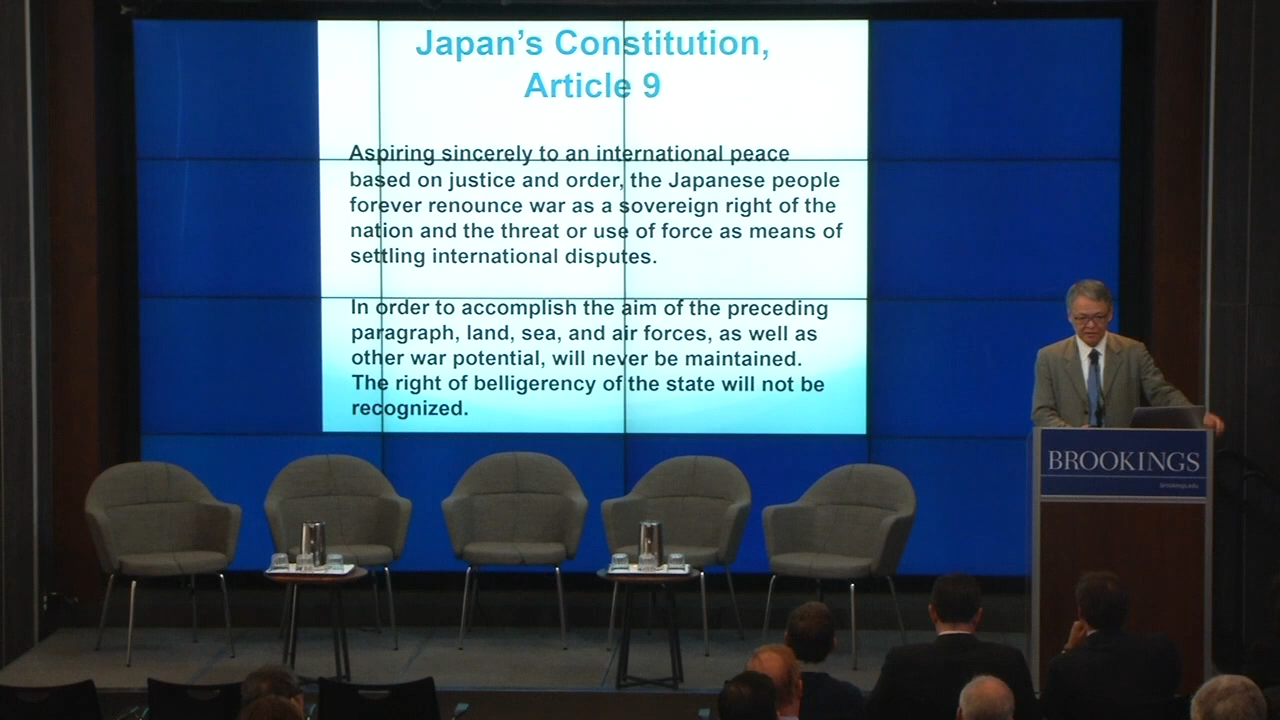 Japan's Constitution,
Article 9
Aspiring sincerely to an international peace
based on justice and order, the Japanese people
forever renounce war as a sovereign right of the
nation and the threat or use of force as means of
settling international disputes.
In order to accomplish the aim of the preceding
paragraph, land, sea, and air forces, as well as
other war potential, will never be maintained.
The right of belligerency of the state will not be
recognized.
BROOKINGS
brookings.edu